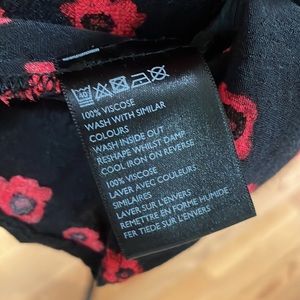 100% VISCOSE
WASH WITH SIMILAR
COLOURS
WASH INSIDE OUT
RESHAPE WHILST DAMP
COOL IRON ON REVERSE
100% VISCOSE
LAVER AVEC COULEURS
SIMILAIRES
LAVER SUR L'ENVERS
REMETTRE EN FORME HUMIDE
FER TIEDE SUR L'ENVERS